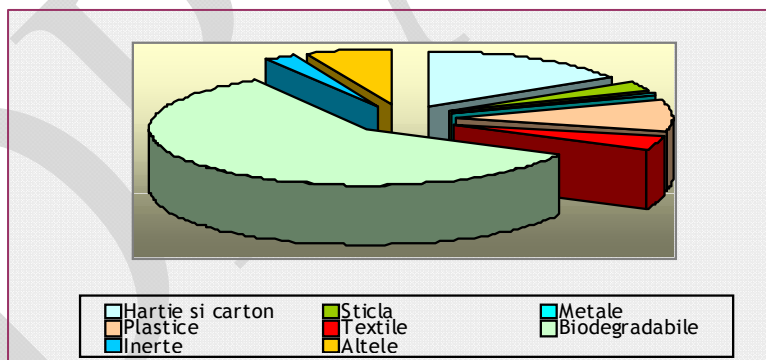 Hartie si carton Sticla Metale
Plastice Textile Biodegradabile
Inerte Altele